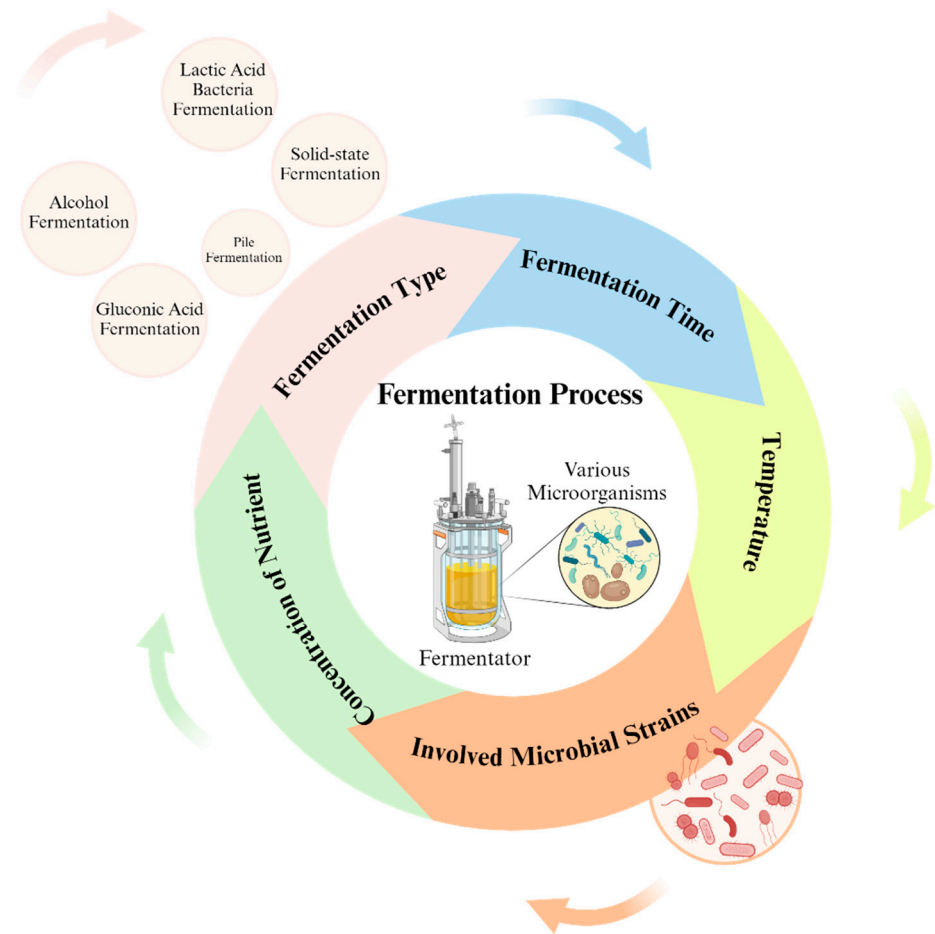 Lactic Acid
Bacteria
Fermentation
Solid-state
Fermentation
Alcohol
Fermentation
Pile
Fermentation
Gluconic Acid
Fermentation
Fermentation Type
Fermentation Time
Temperature
Involved Microbial Strains
Concentration of Nutrient
Fermentation Process
Various
Microorganisms
Fermentator